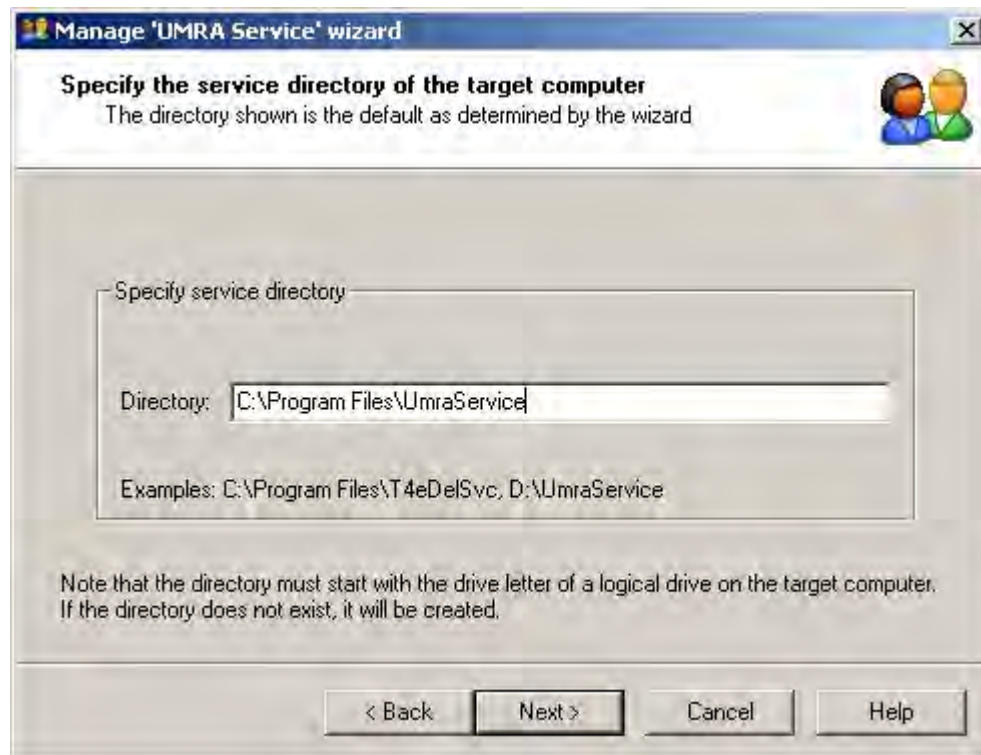 Manage 'UMRA Service' wizard
Specify the service directory of the target computer
The directory shown is the default as determined by the wizard
Specify service directory
Directory: C:\Program Files\UmraService
Examples: C:\Program Files\T4eDelSvc, D:\UmraService
Note that the directory must start with the drive letter of a logical drive on the target computer.
If the directory does not exist, it will be created.
< Back Next > Cancel Help